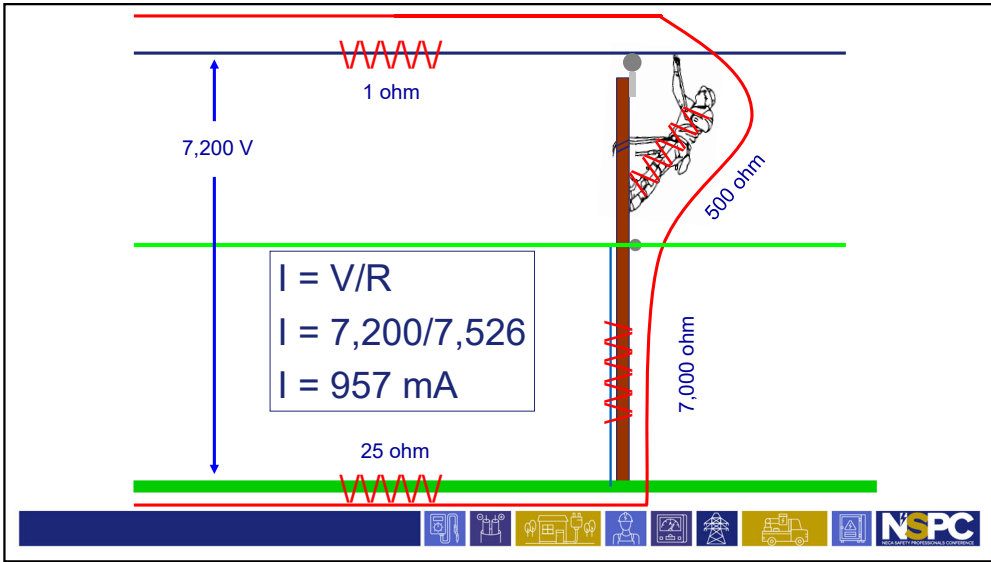 1 ohm
7,200 V
500 ohm
I = V/R
I = 7,200/7,526
I = 957 mA
7,000 ohm
25 ohm
NSPC
NECA SAFETY PROFESSIONALS CONFERENCE